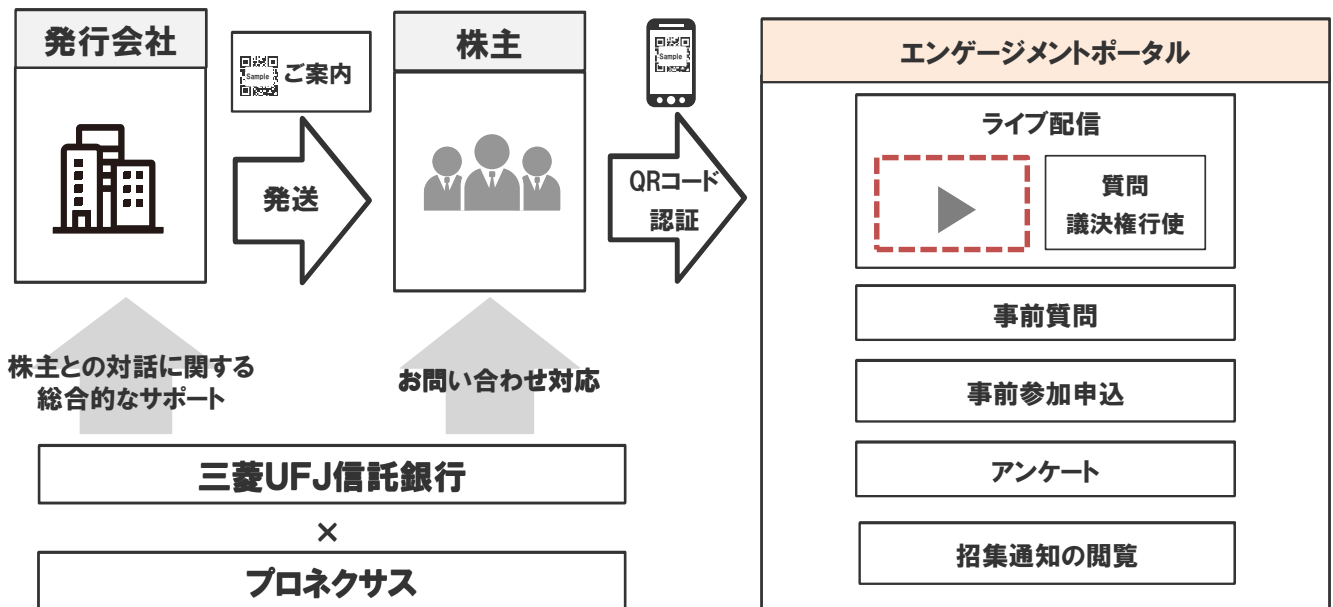 発行会社
Sample
ご案内
発送
株主
Sample
QRコード
認証
エンゲージメントポータル
ライブ配信
質問
議決権行使
事前質問
事前参加申込
アンケート
招集通知の閲覧
株主との対話に関する
総合的なサポート
お問い合わせ対応
三菱UFJ信託銀行
×
プロネクサス